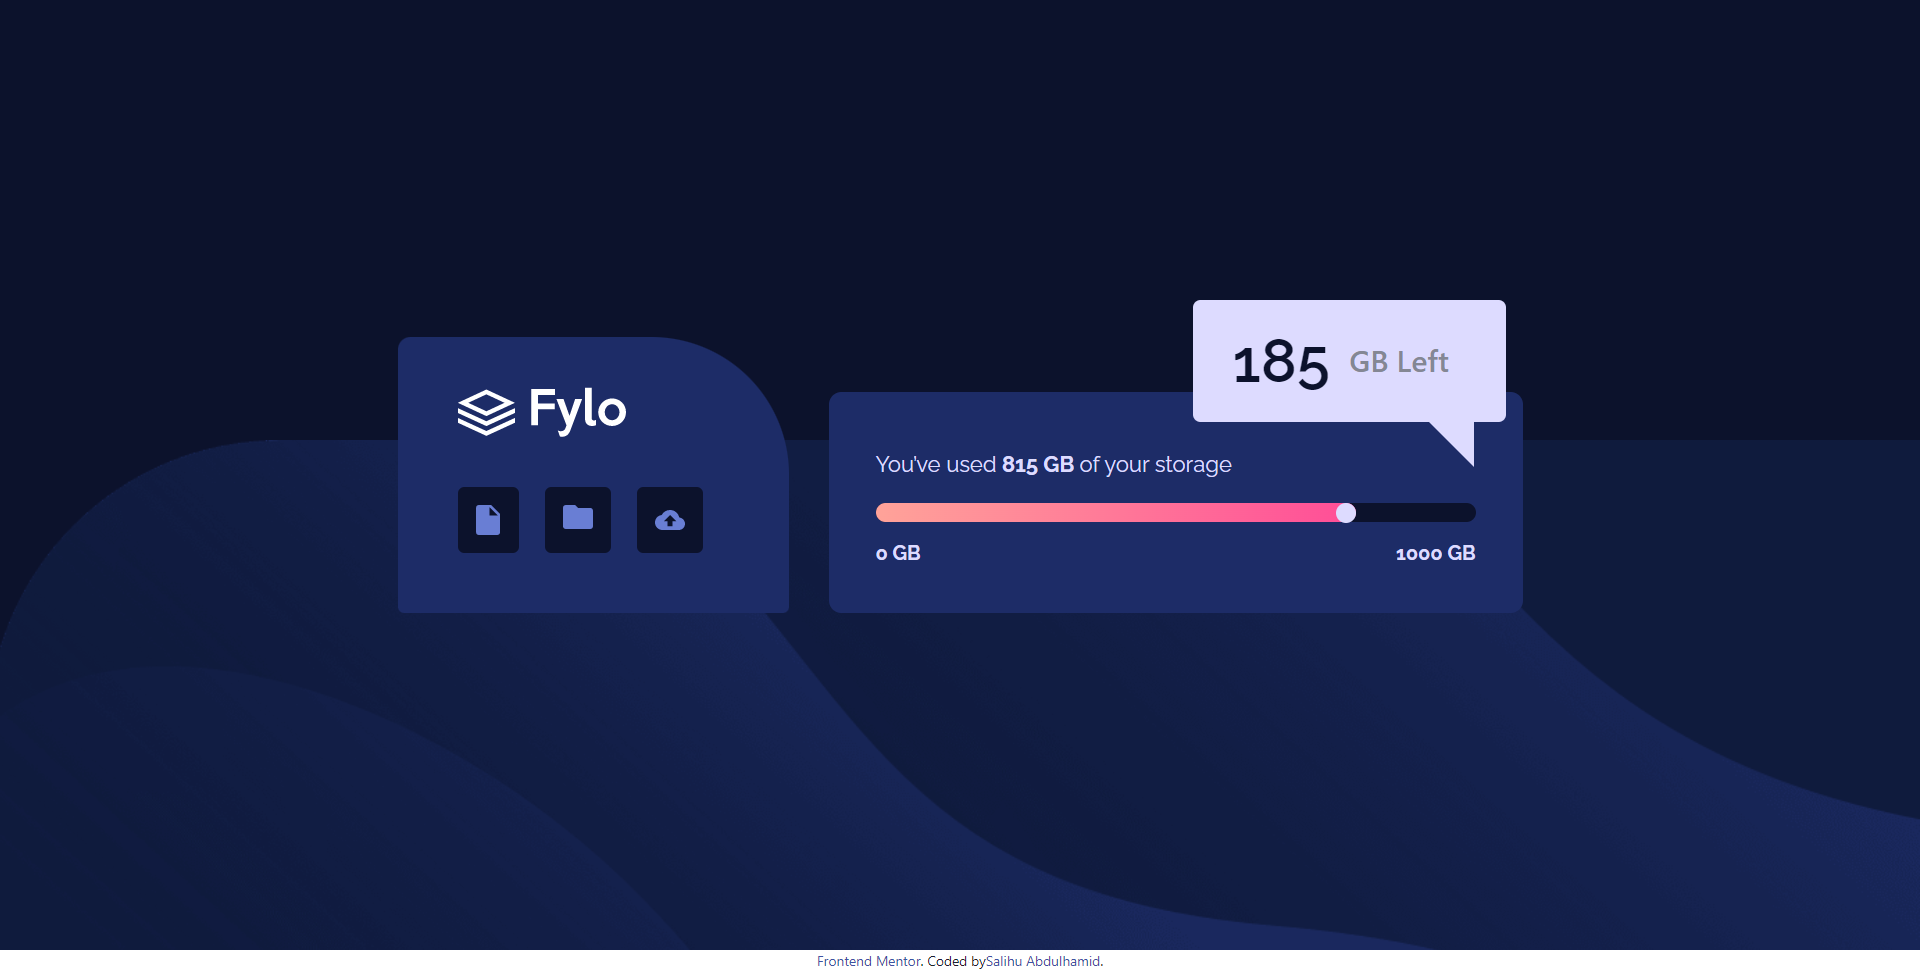 Fylo
185 GB Left
You've used 815 GB of your storage
0 GB
1000 GB
Frontend Mentor. Coded bySalihu Abdulhamid.